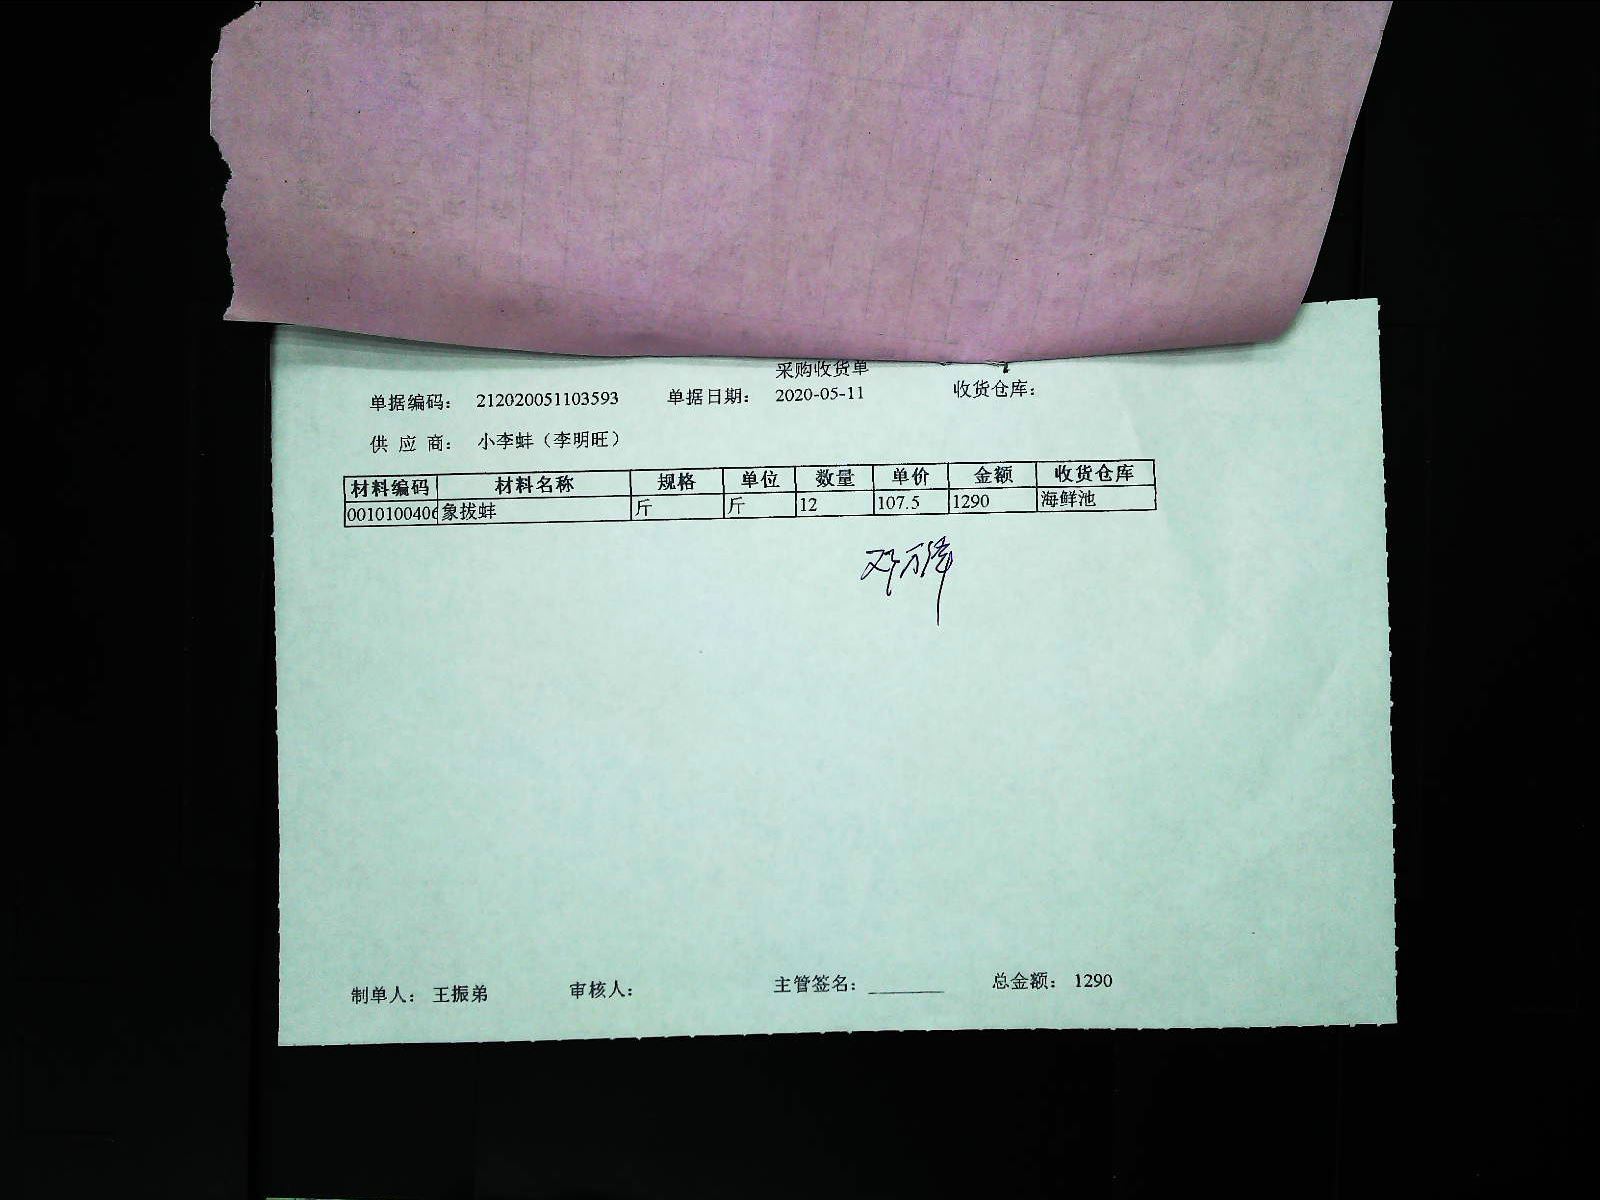 采购收货单
单据编码： 212020051103593 单据日期： 2020-05-11 收货仓库：
供 应 商： 小李蚌（李明旺）
材料编码 材料名称 规格 单位 数量 单价 金额 收货仓库
0010100406 象拔蚌 斤 斤 12 107.5 1290 海鲜池
制单人： 王振弟 审核人： 主管签名：________ 总金额： 1290